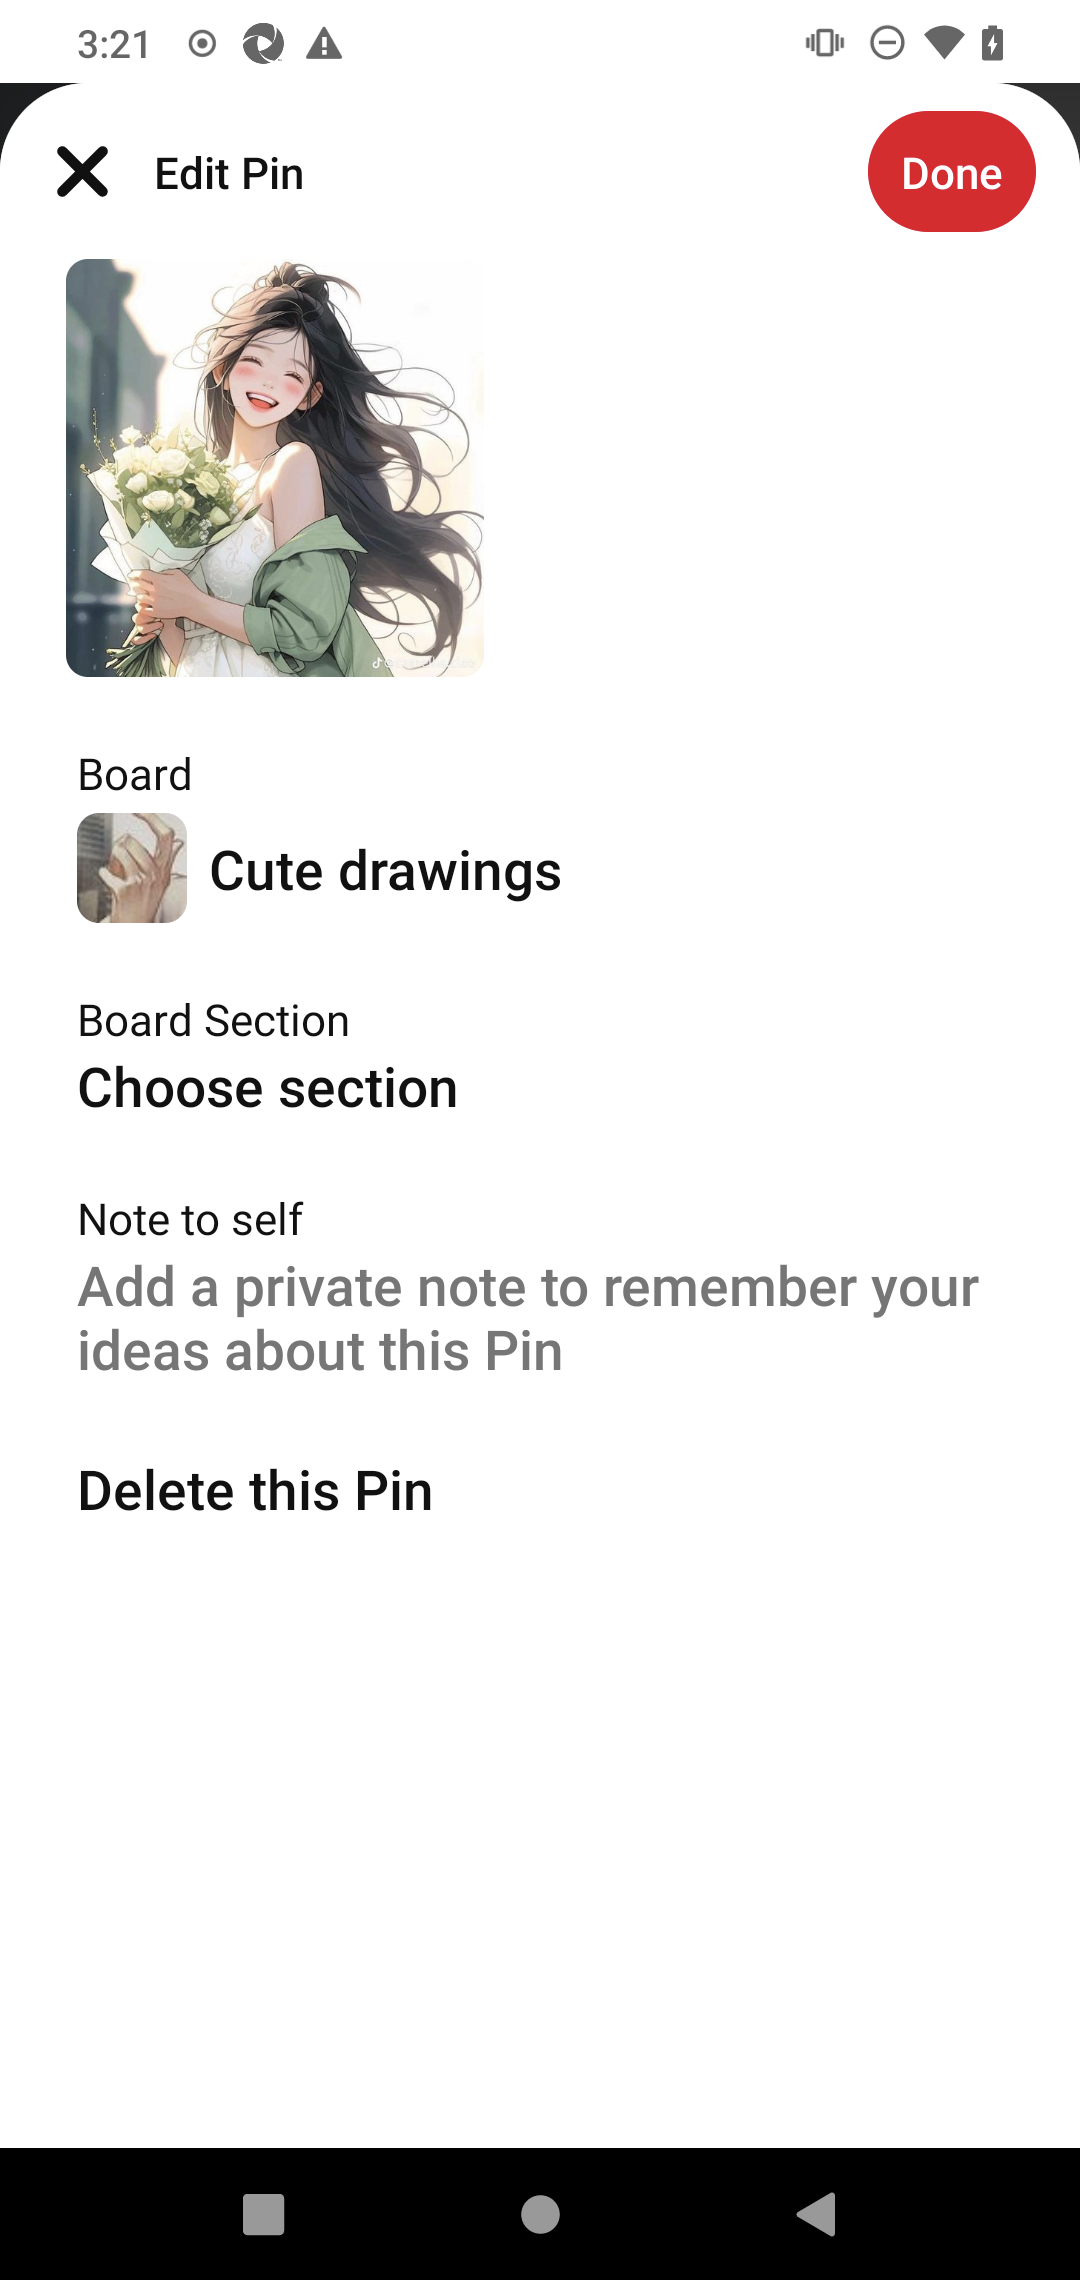 3:21
Edit Pin
Done
Board
Cute drawings
Board Section
Choose section
Note to self
Add a private note to remember your
ideas about this Pin
Delete this Pin